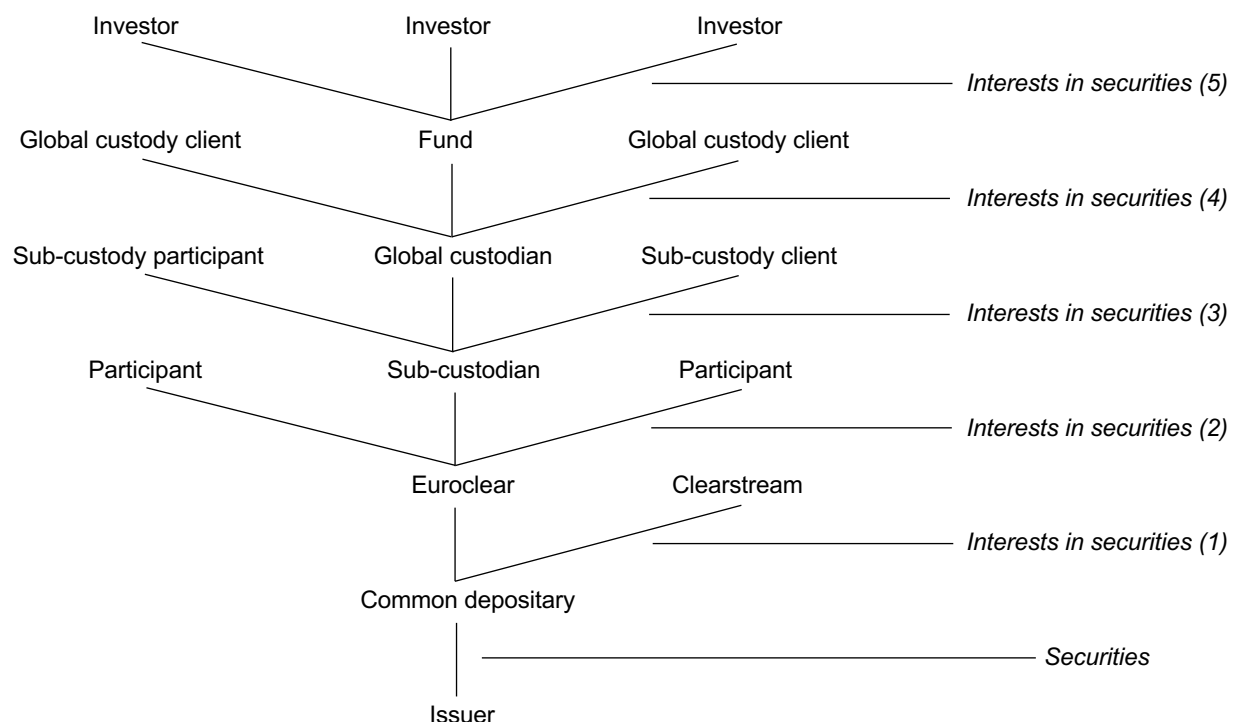 Investor Investor Investor
Interests in securities (5)
Global custody client Fund Global custody client
Interests in securities (4)
Sub-custody participant Global custodian Sub-custody client
Interests in securities (3)
Participant Sub-custodian Participant
Interests in securities (2)
Euroclear Clearstream
Interests in securities (1)
Common depositary
Securities
Issuer